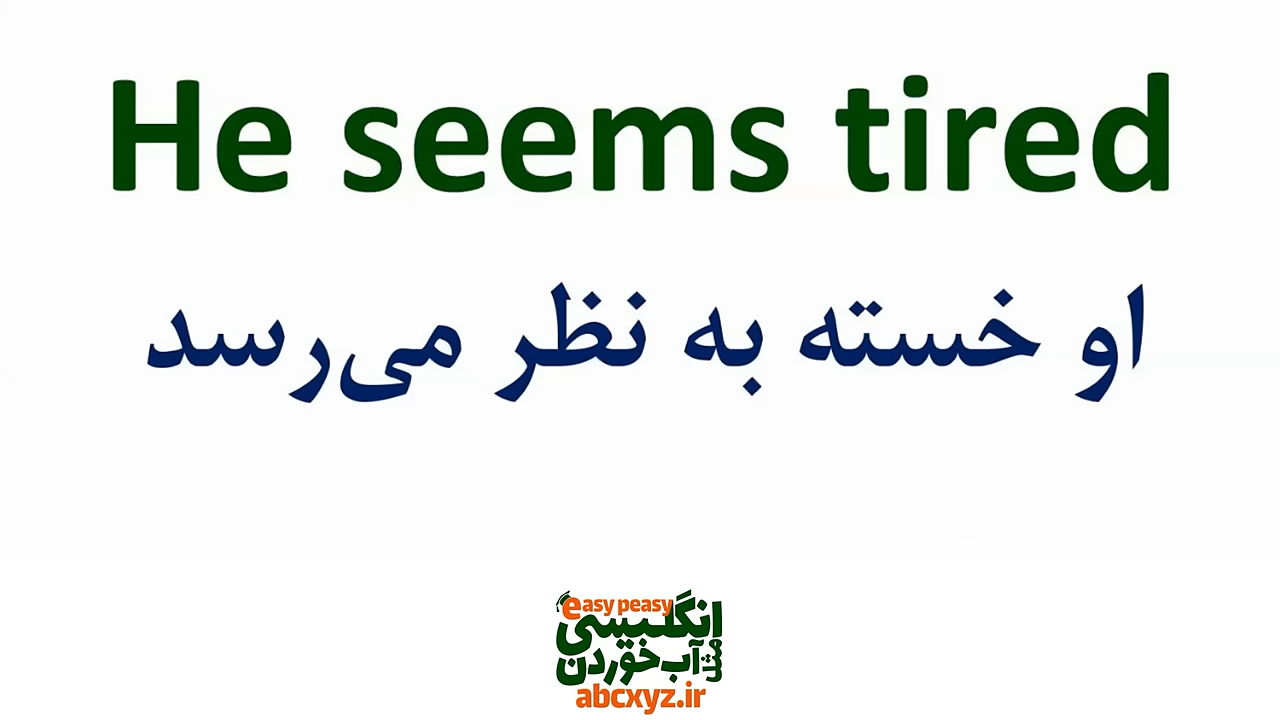 He seems tired
او خسته به نظر می‌رسد
easy peasy
انگلیسی
مثل آب خوردن
abcxyz.ir